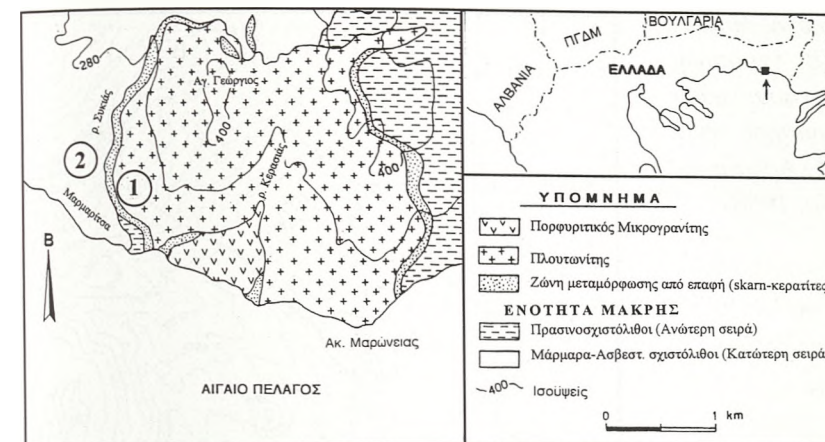 280
Αγ. Γεώργιος
400
ρ. Συκιάς
2
1
ρ. Κερασιάς
400
Μαρμαρίτσα
Β
Ακ. Μαρώνειας
ΑΙΓΑΙΟ ΠΕΛΑΓΟΣ
ΒΟΥΛΓΑΡΙΑ
ΠΓΔΜ
ΑΛΒΑΝΙΑ
ΕΛΛΑΔΑ
ΥΠΟΜΝΗΜΑ
Πορφυριτικός Μικρογρανίτης
Πλουτωνίτης
Ζώνη μεταμόρφωσης από επαφή (skarn-κερατίτες
ΕΝΟΤΗΤΑ ΜΑΚΡΗΣ
Πρασινοσχιστόλιθοι (Ανώτερη σειρά)
Μάρμαρα-Ασβεστ. σχιστόλιθοι (Κατώτερη σειρά
400 Ισοϋψείς
0 1 km